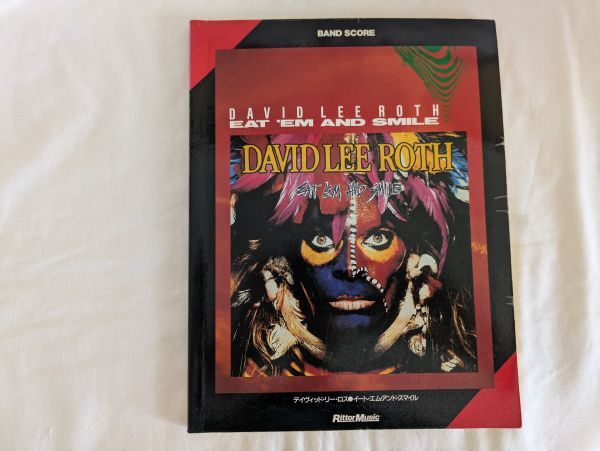 BAND SCORE
DAVID LEE ROTH
EAT 'EM AND SMILE
DAVID LEE ROTH
EAT 'EM AND SMILE
デイヴィッド・リー・ロス●イート・エム・アンド・スマイル
RittorMusic